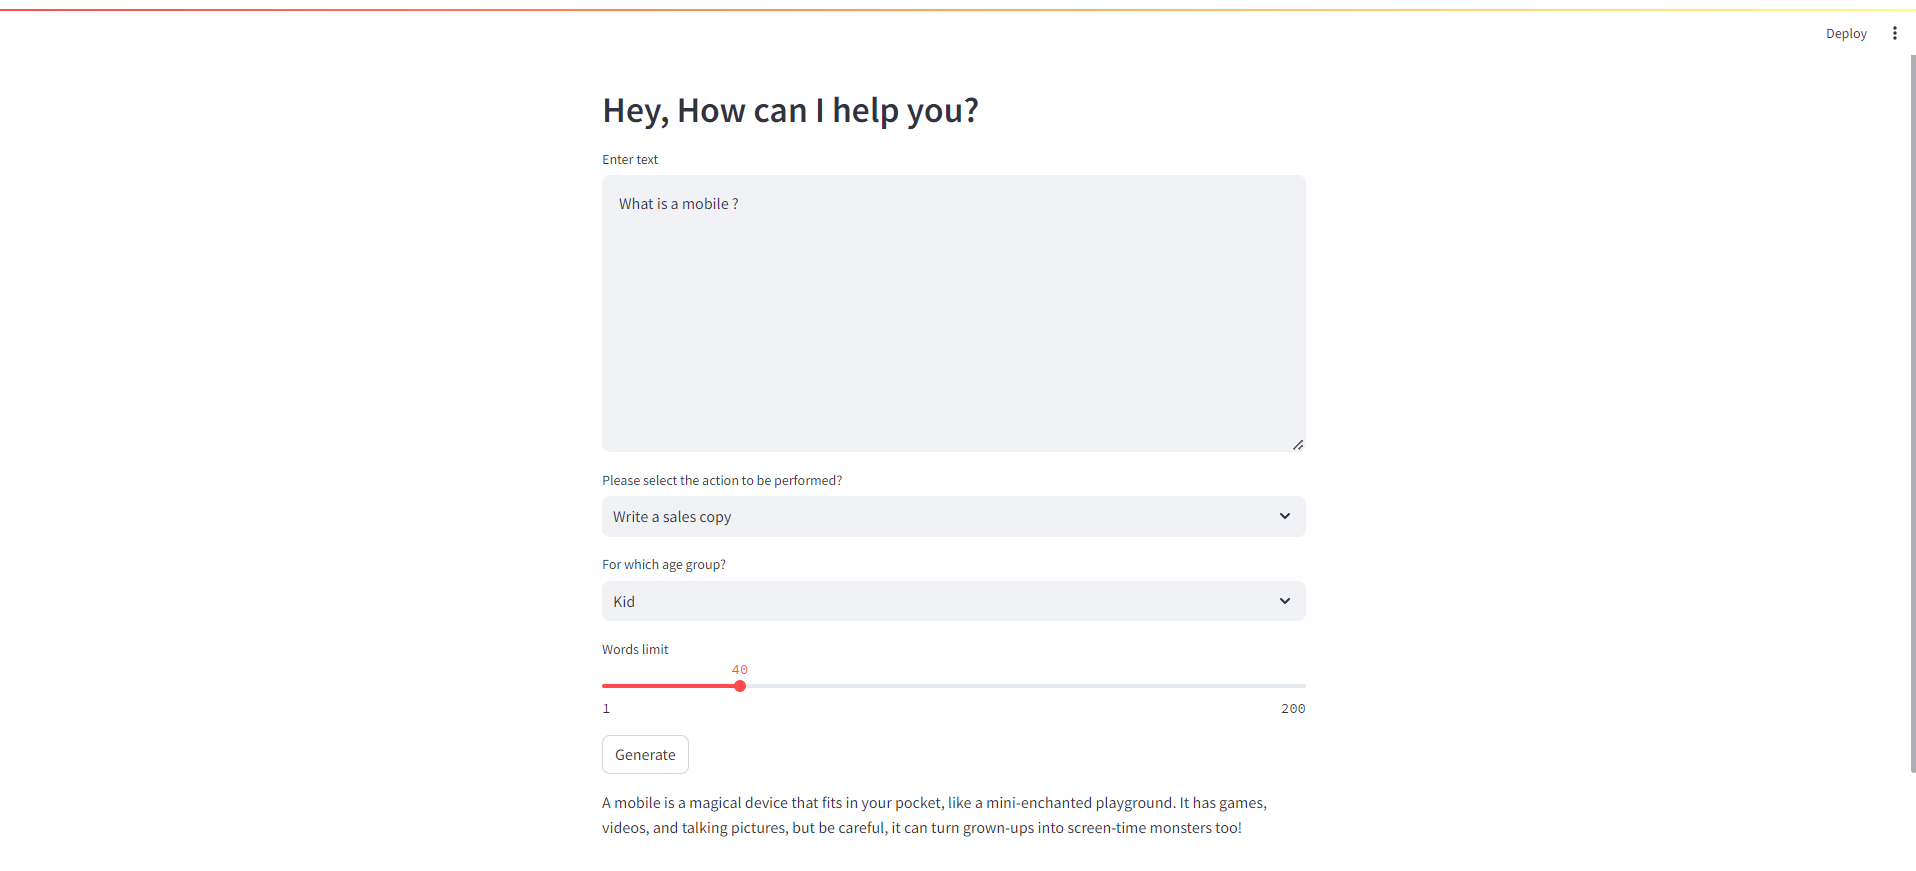 Deploy
Hey, How can I help you?
Enter text
What is a mobile ?
Please select the action to be performed?
Write a sales copy
For which age group?
Kid
Words limit
40
1 200
Generate
A mobile is a magical device that fits in your pocket, like a mini-enchanted playground. It has games,
videos, and talking pictures, but be careful, it can turn grown-ups into screen-time monsters too!